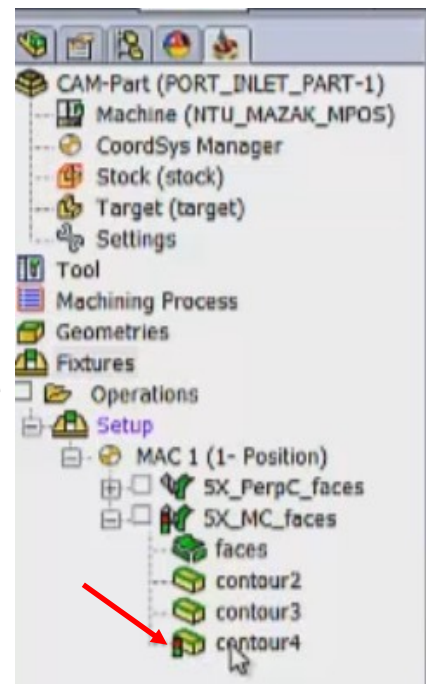 CAM-Part (PORT_INLET_PART-1)
Machine (NTU_MAZAK_MPOS)
CoordSys Manager
Stock (stock)
Target (target)
Settings
Tool
Machining Process
Geometries
Fixtures
Operations
Setup
MAC 1 (1- Position)
5X_PerpC_faces
5X_MC_faces
faces
contour2
contour3
contour4